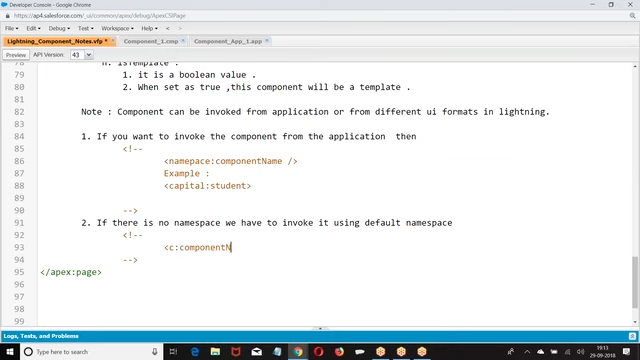 Developer Console - Google Chrome
https://ap4.salesforce.com/_ui/common/apex/debug/ApexCSIPage
File Edit Debug Test Workspace Help < >
Lightning_Component_Notes.vfp * Component_1.cmp Component_App_1.app
Preview API Version: 43
78 h. isTemplate :
79 1. it is a boolean value .
80 2. When set as true ,this component will be a template .
81
82 Note : Component can be invoked from application or from different ui formats in lightning.
83
84 1. If you want to invoke the component from the application then
85 <!--
86 <namepace:componentName />
87 Example :
88 <capital:student>
89
90 -->
91 2. If there is no namespace we have to invoke it using default namespace
92 <!--
93 <c:componentN
94 -->
95 </apex:page>
96
97
98
99
Logs, Tests, and Problems
Type here to search
19:13
29-09-2018